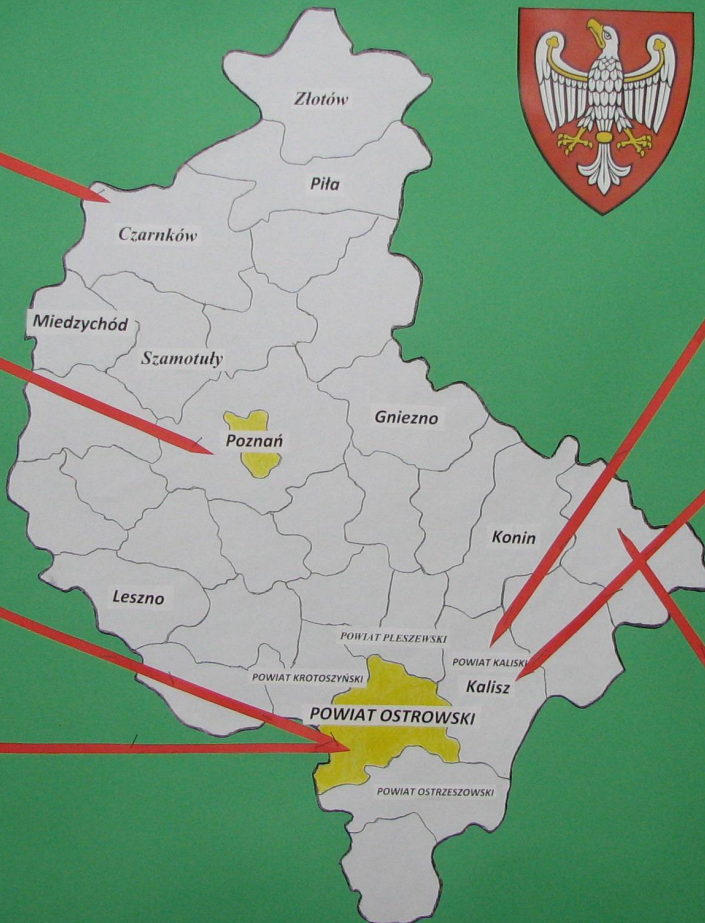 Złotów
Piła
Czarnków
Miedzychód
Szamotuły
Gniezno
Poznań
Konin
Leszno
POWIAT PLESZEWSKI
POWIAT KALISKI
POWIAT KROTOSZYŃSKI
Kalisz
POWIAT OSTROWSKI
POWIAT OSTRZESZOWSKI